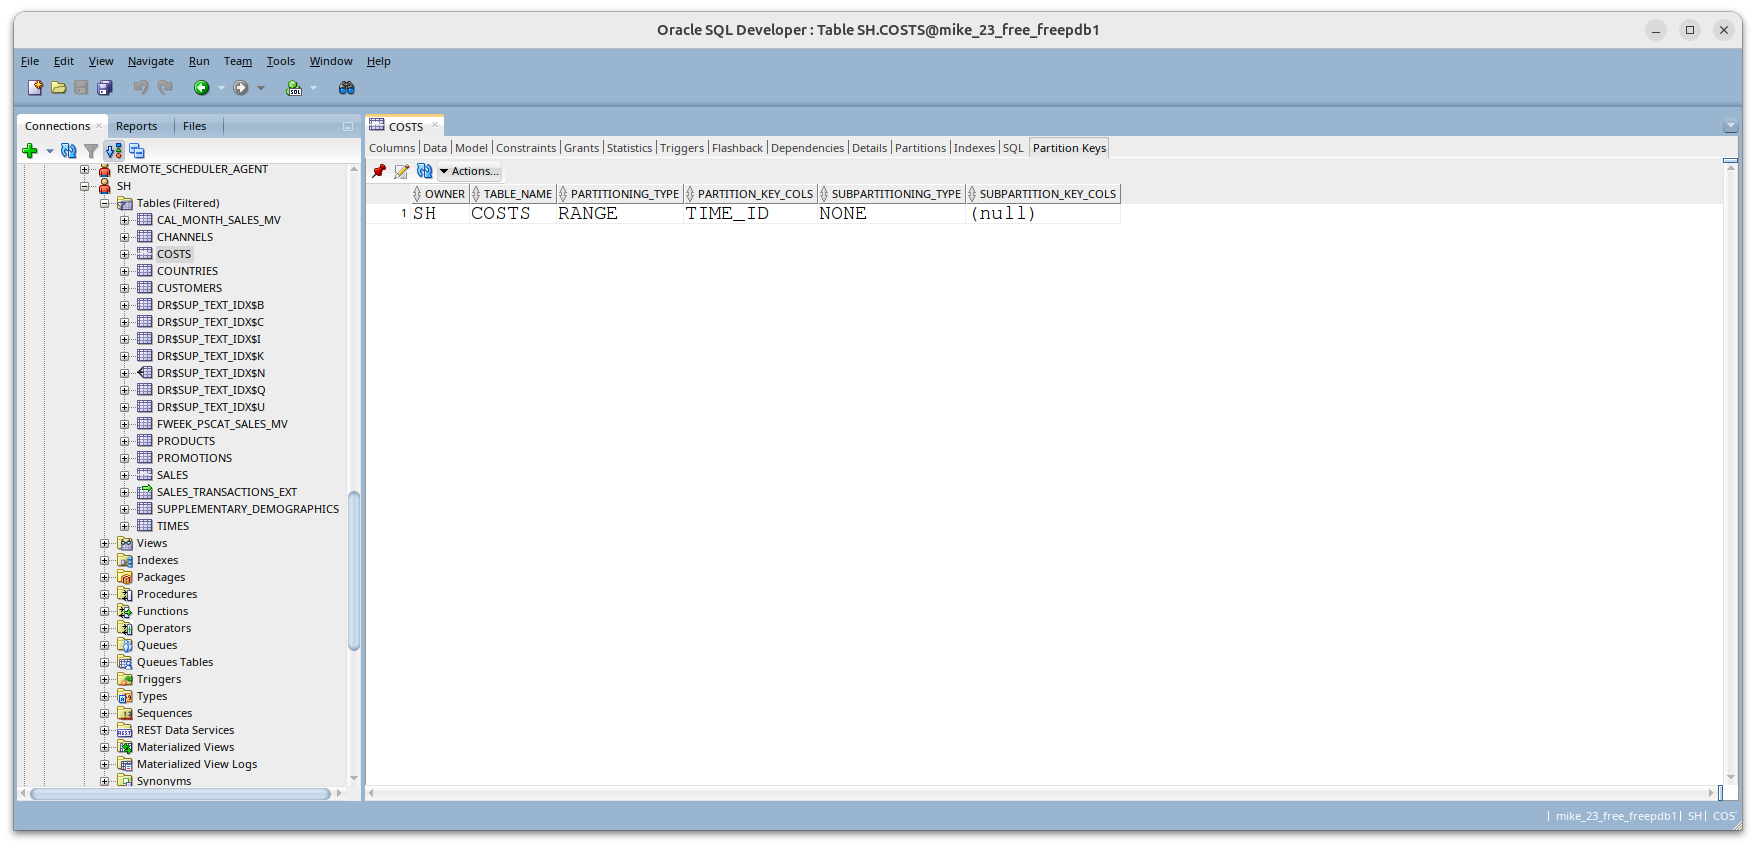 Oracle SQL Developer : Table SH.COSTS@mike_23_free_freepdb1
File Edit View Navigate Run Team Tools Window Help
Connections Reports Files
REMOTE_SCHEDULER_AGENT
SH
Tables (Filtered)
CAL_MONTH_SALES_MV
CHANNELS
COSTS
COUNTRIES
CUSTOMERS
DR$SUP_TEXT_IDX$B
DR$SUP_TEXT_IDX$C
DR$SUP_TEXT_IDX$I
DR$SUP_TEXT_IDX$K
DR$SUP_TEXT_IDX$N
DR$SUP_TEXT_IDX$Q
DR$SUP_TEXT_IDX$U
FWEEK_PSCAT_SALES_MV
PRODUCTS
PROMOTIONS
SALES
SALES_TRANSACTIONS_EXT
SUPPLEMENTARY_DEMOGRAPHICS
TIMES
Views
Indexes
Packages
Procedures
Functions
Operators
Queues
Queues Tables
Triggers
Types
Sequences
REST Data Services
Materialized Views
Materialized View Logs
Synonyms
COSTS
Columns Data Model Constraints Grants Statistics Triggers Flashback Dependencies Details Partitions Indexes SQL Partition Keys
Actions...
OWNER TABLE_NAME PARTITIONING_TYPE PARTITION_KEY_COLS SUBPARTITIONING_TYPE SUBPARTITION_KEY_COLS
1 SH COSTS RANGE TIME_ID NONE (null)
mike_23_free_freepdb1 SH COS